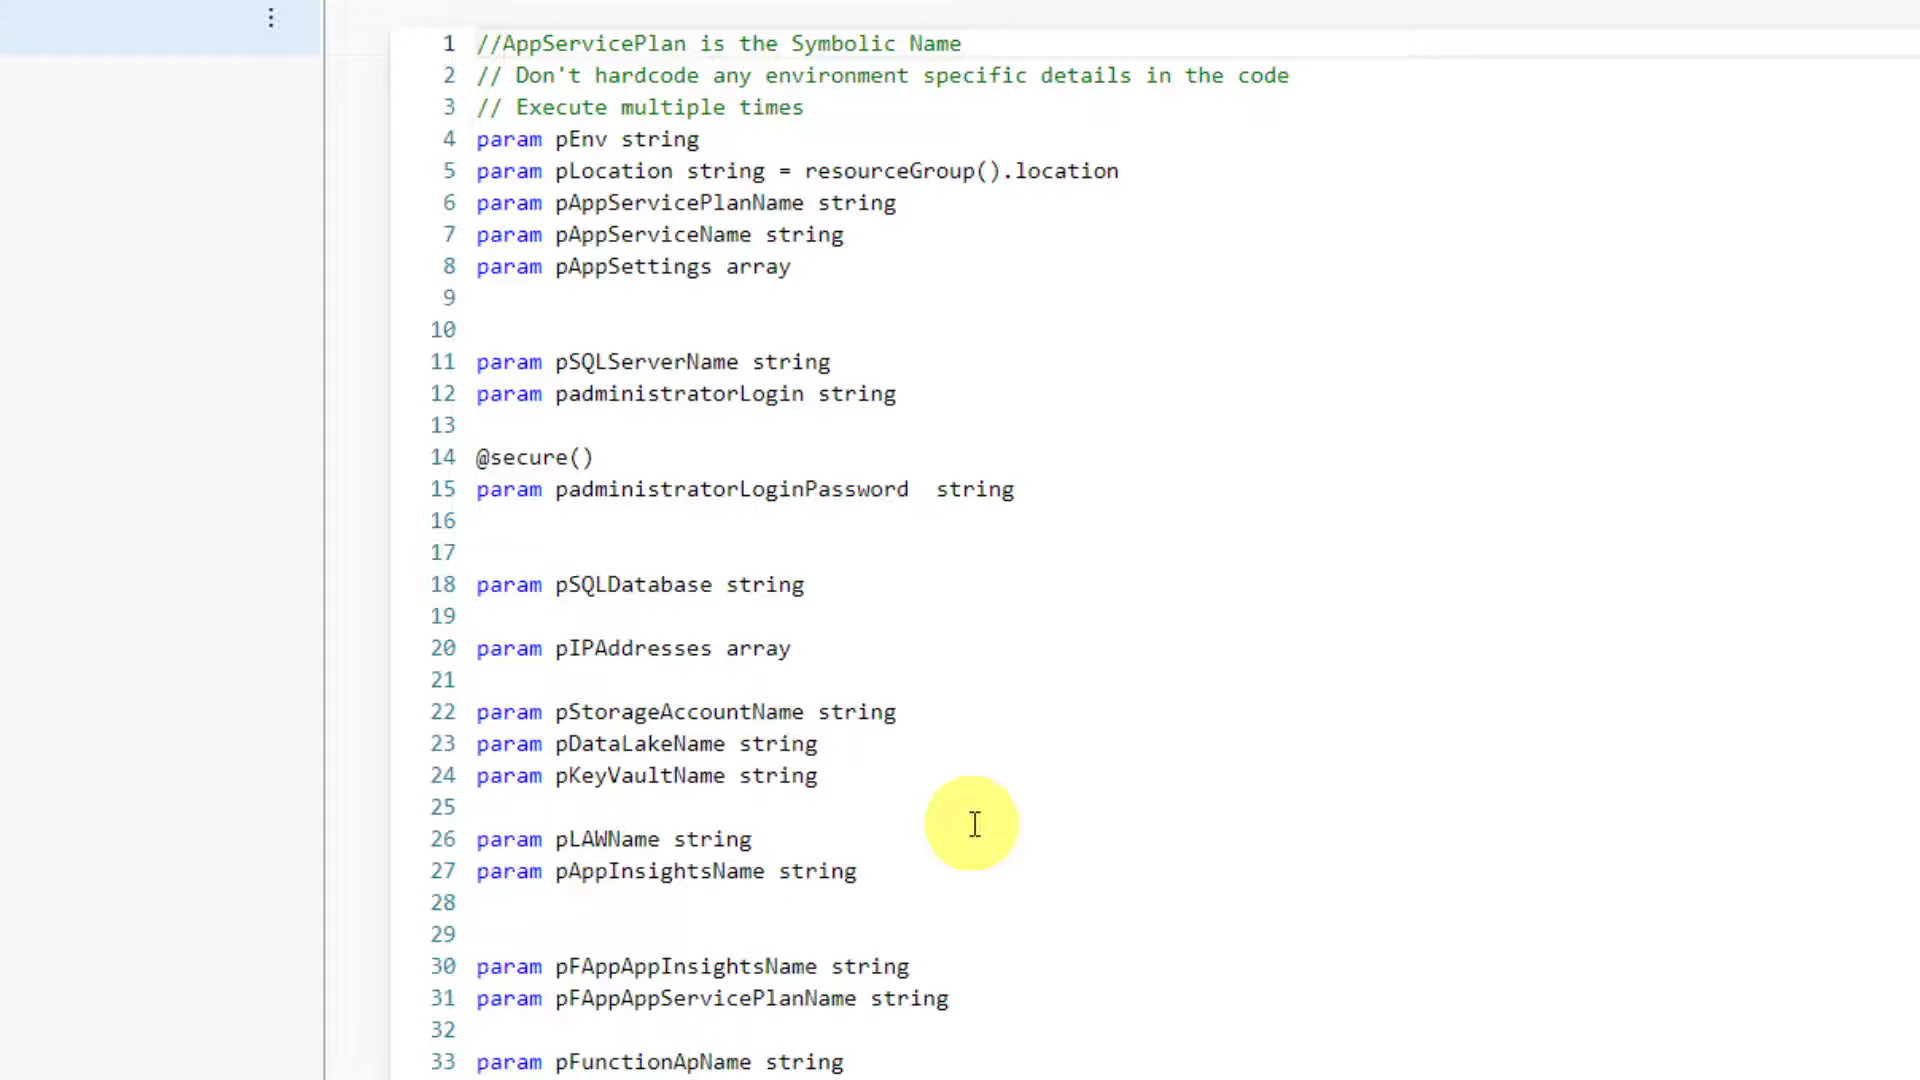 1 //AppServicePlan is the Symbolic Name
2 // Don't hardcode any environment specific details in the code
3 // Execute multiple times
4 param pEnv string
5 param pLocation string = resourceGroup().location
6 param pAppServicePlanName string
7 param pAppServiceName string
8 param pAppSettings array
9
10
11 param pSQLServerName string
12 param padministratorLogin string
13
14 @secure()
15 param padministratorLoginPassword  string
16
17
18 param pSQLDatabase string
19
20 param pIPAddresses array
21
22 param pStorageAccountName string
23 param pDataLakeName string
24 param pKeyVaultName string
25
26 param pLAWName string
27 param pAppInsightsName string
28
29
30 param pFAppAppInsightsName string
31 param pFAppAppServicePlanName string
32
33 param pFunctionApName string